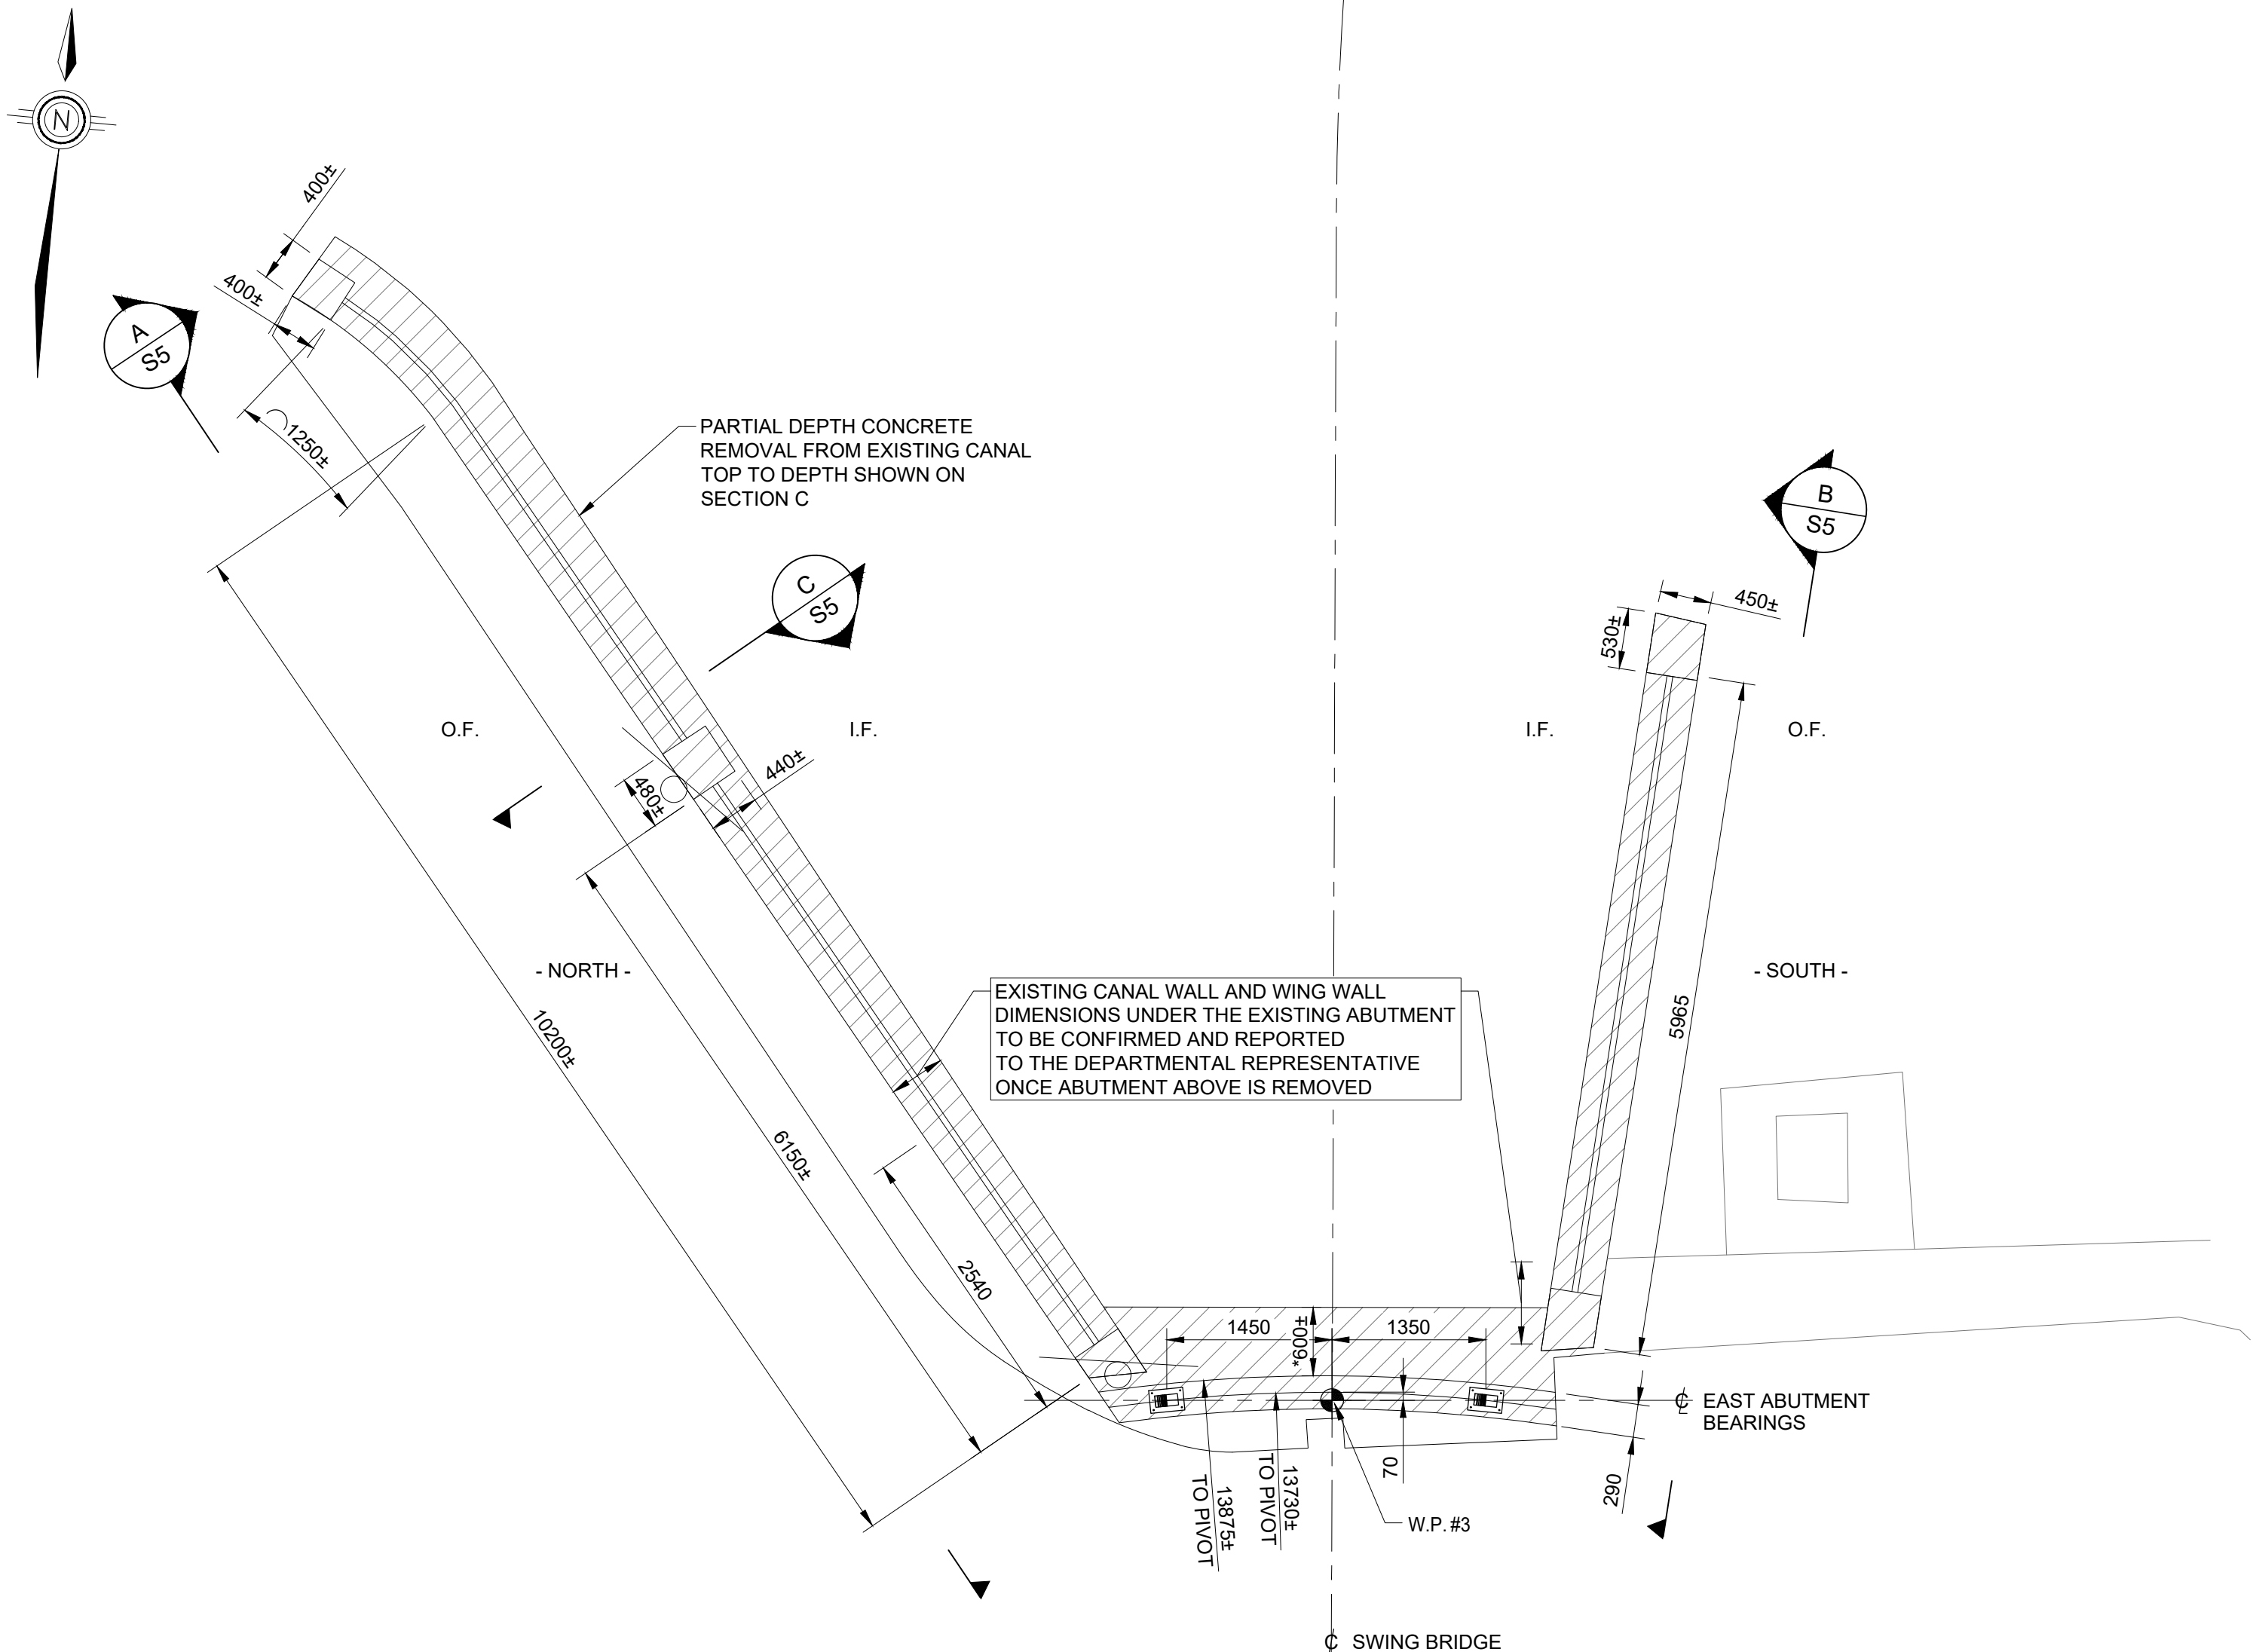 N
400±
400±
A
S5
1250±
PARTIAL DEPTH CONCRETE
REMOVAL FROM EXISTING CANAL
TOP TO DEPTH SHOWN ON
SECTION C
B
S5
C
S5
450±
530±
O.F.
I.F.
I.F.
O.F.
440±
480±
- NORTH -
- SOUTH -
EXISTING CANAL WALL AND WING WALL
DIMENSIONS UNDER THE EXISTING ABUTMENT
TO BE CONFIRMED AND REPORTED
TO THE DEPARTMENTAL REPRESENTATIVE
ONCE ABUTMENT ABOVE IS REMOVED
10200±
5965
6150±
2540
1450
*600±
1350
℄ EAST ABUTMENT
BEARINGS
70
13875±
TO PIVOT
13730±
TO PIVOT
290
W.P. #3
℄ SWING BRIDGE